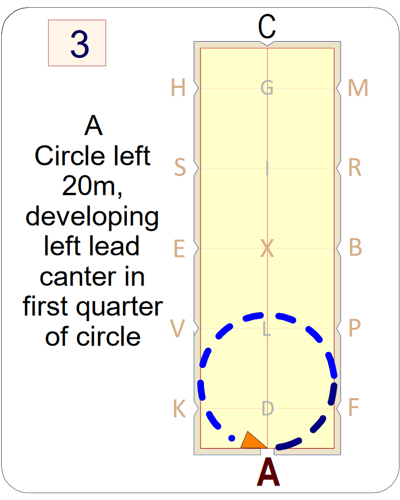 3
C
A
Circle left
20m,
developing
left lead
canter in
first quarter
of circle
H G M
S I R
E X B
V L P
K D F
A